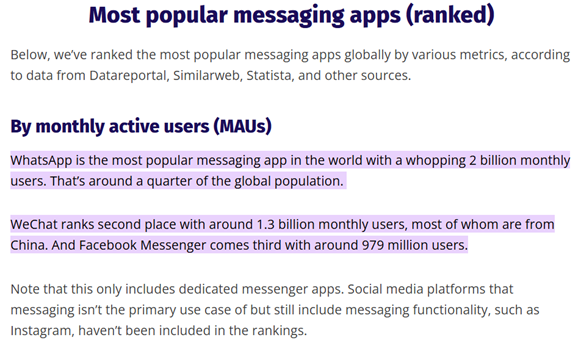 Most popular messaging apps (ranked)
Below, we’ve ranked the most popular messaging apps globally by various metrics, according
to data from Datareportal, Similarweb, Statista, and other sources.
By monthly active users (MAUs)
WhatsApp is the most popular messaging app in the world with a whopping 2 billion monthly
users. That’s around a quarter of the global population.
WeChat ranks second place with around 1.3 billion monthly users, most of whom are from
China. And Facebook Messenger comes third with around 979 million users.
Note that this only includes dedicated messenger apps. Social media platforms that
messaging isn’t the primary use case of but still include messaging functionality, such as
Instagram, haven’t been included in the rankings.